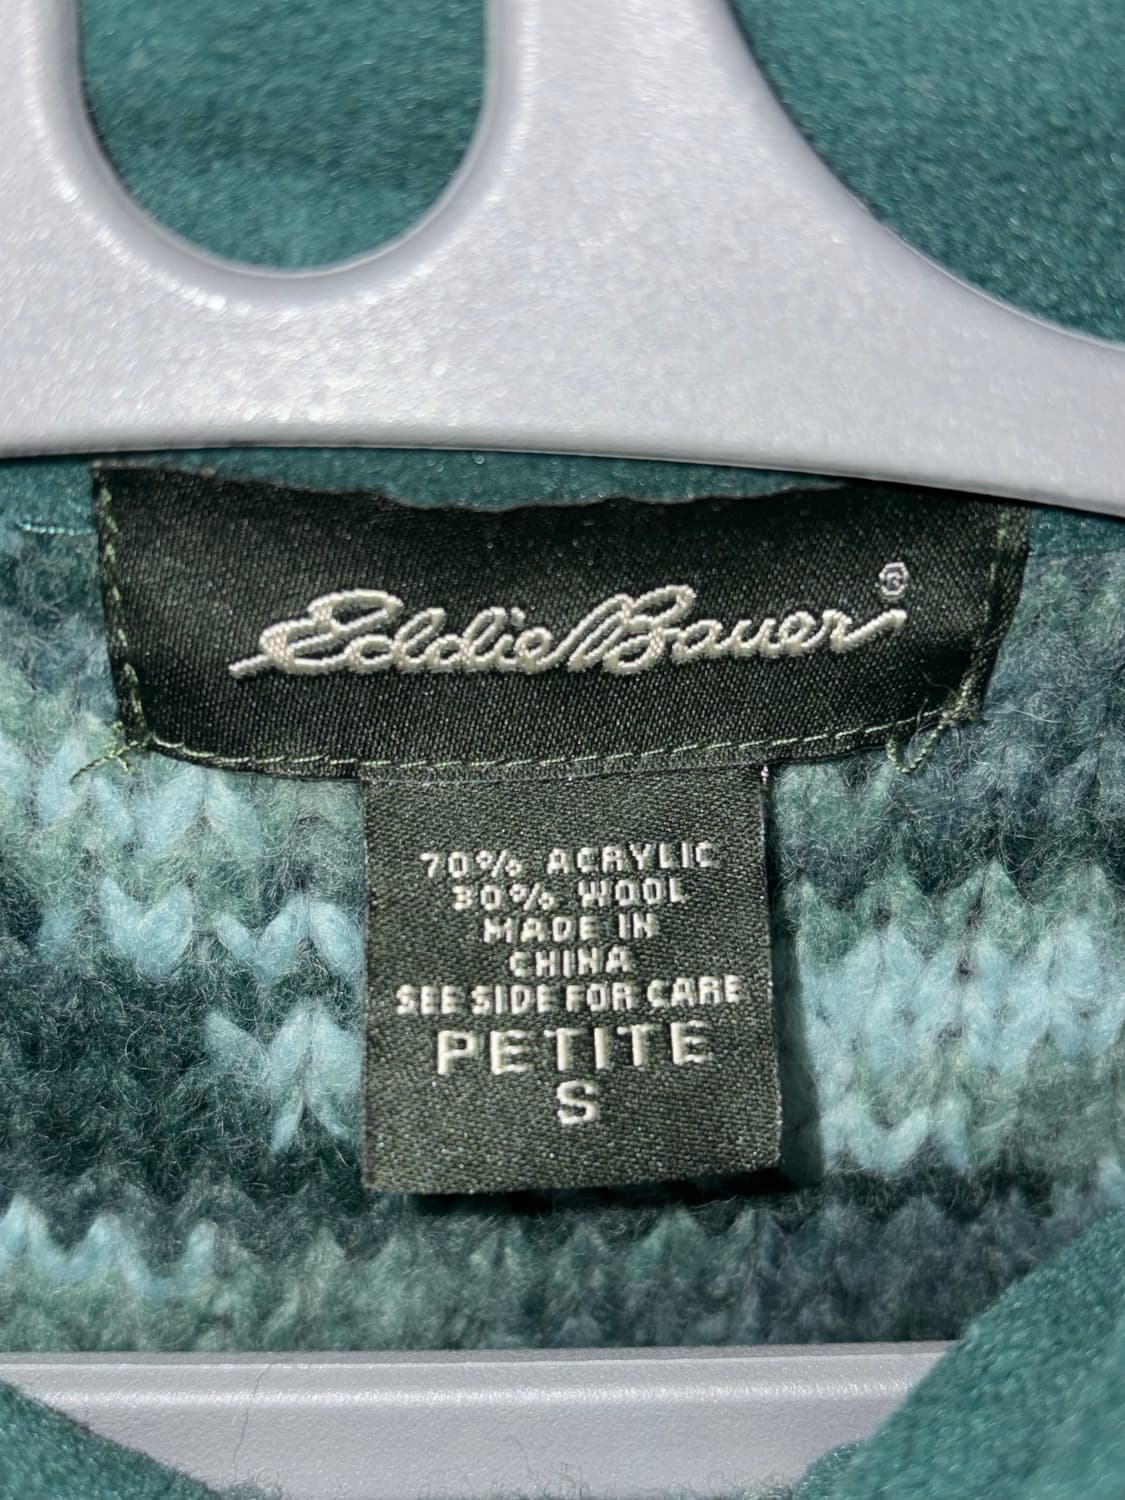 Eddie Bauer®
70% ACRYLIC
30% WOOL
MADE IN
CHINA
SEE SIDE FOR CARE
PETITE
S